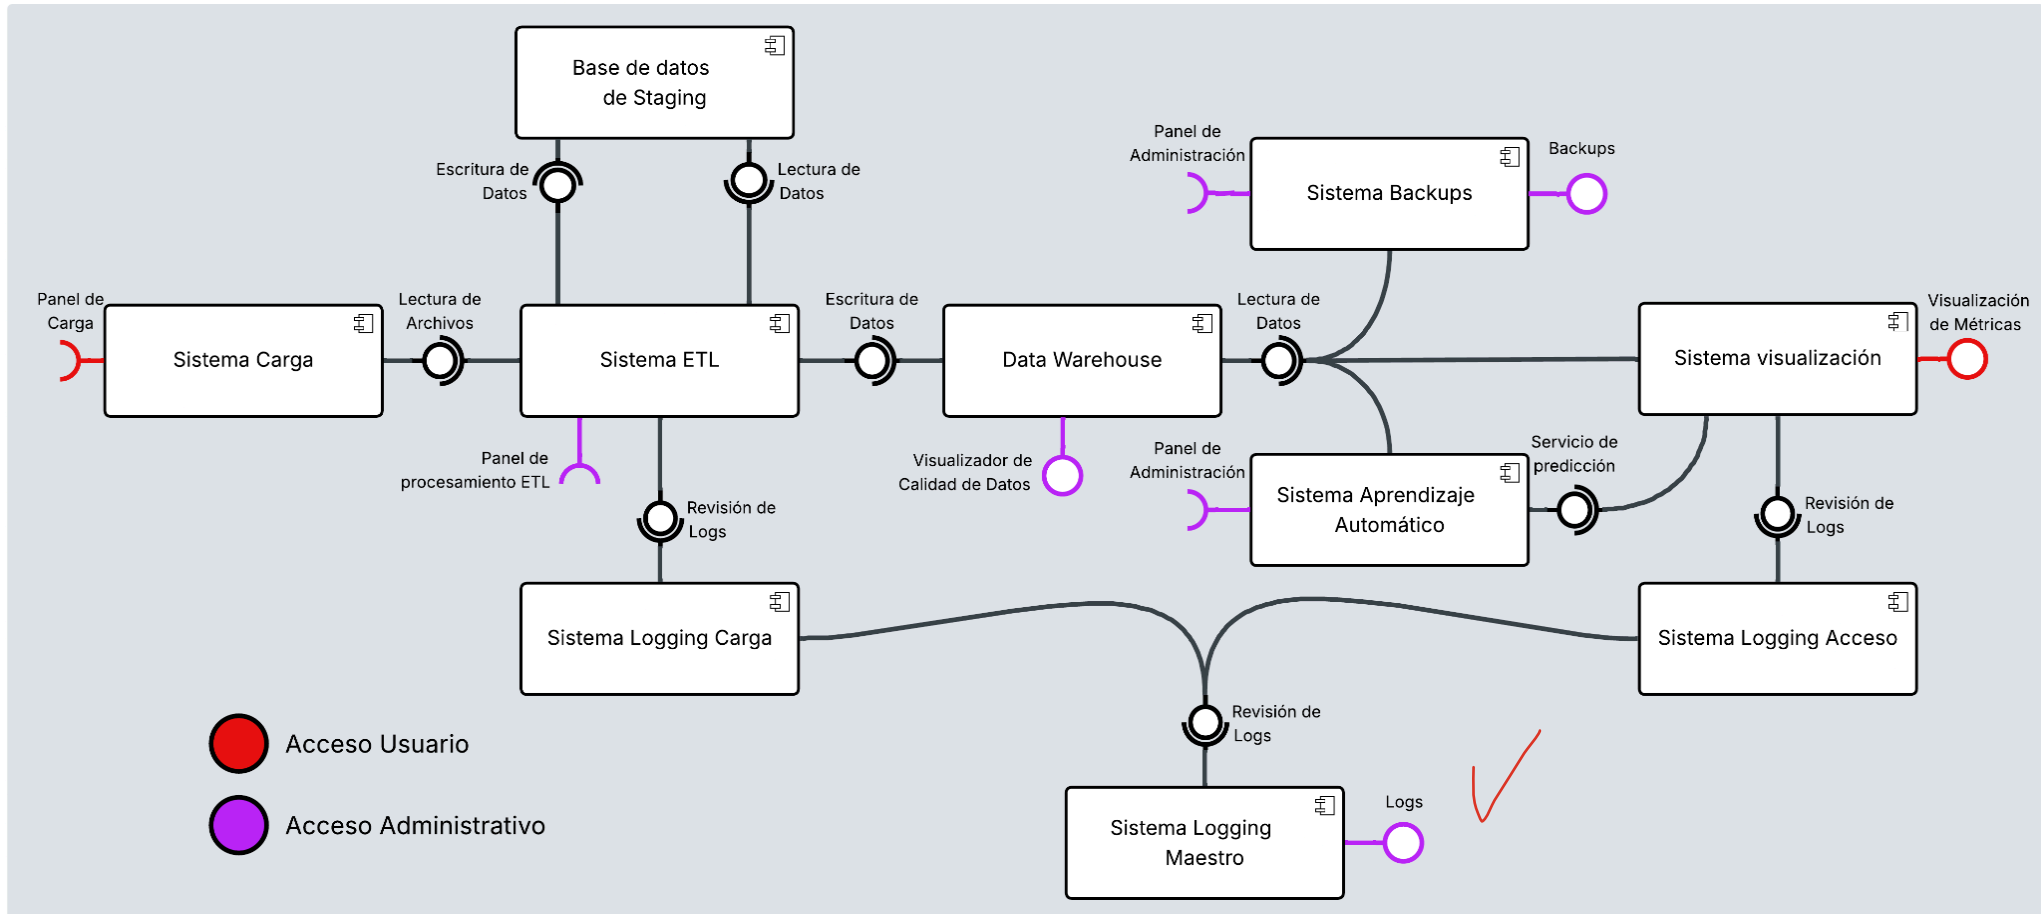 Base de datos
de Staging
Escritura de
Datos
Lectura de
Datos
Panel de
Administración
Sistema Backups
Backups
Panel de
Carga
Sistema Carga
Lectura de
Archivos
Sistema ETL
Escritura de
Datos
Data Warehouse
Lectura de
Datos
Sistema visualización
Visualización
de Métricas
Panel de
procesamiento ETL
Visualizador de
Calidad de Datos
Panel de
Administración
Sistema Aprendizaje
Automático
Servicio de
predicción
Revisión de
Logs
Revisión de
Logs
Sistema Logging Carga
Sistema Logging Acceso
Revisión de
Logs
Acceso Usuario
Acceso Administrativo
Sistema Logging
Maestro
Logs